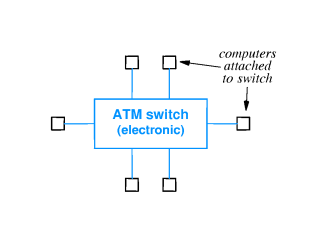 computers
attached
to switch
ATM switch
(electronic)